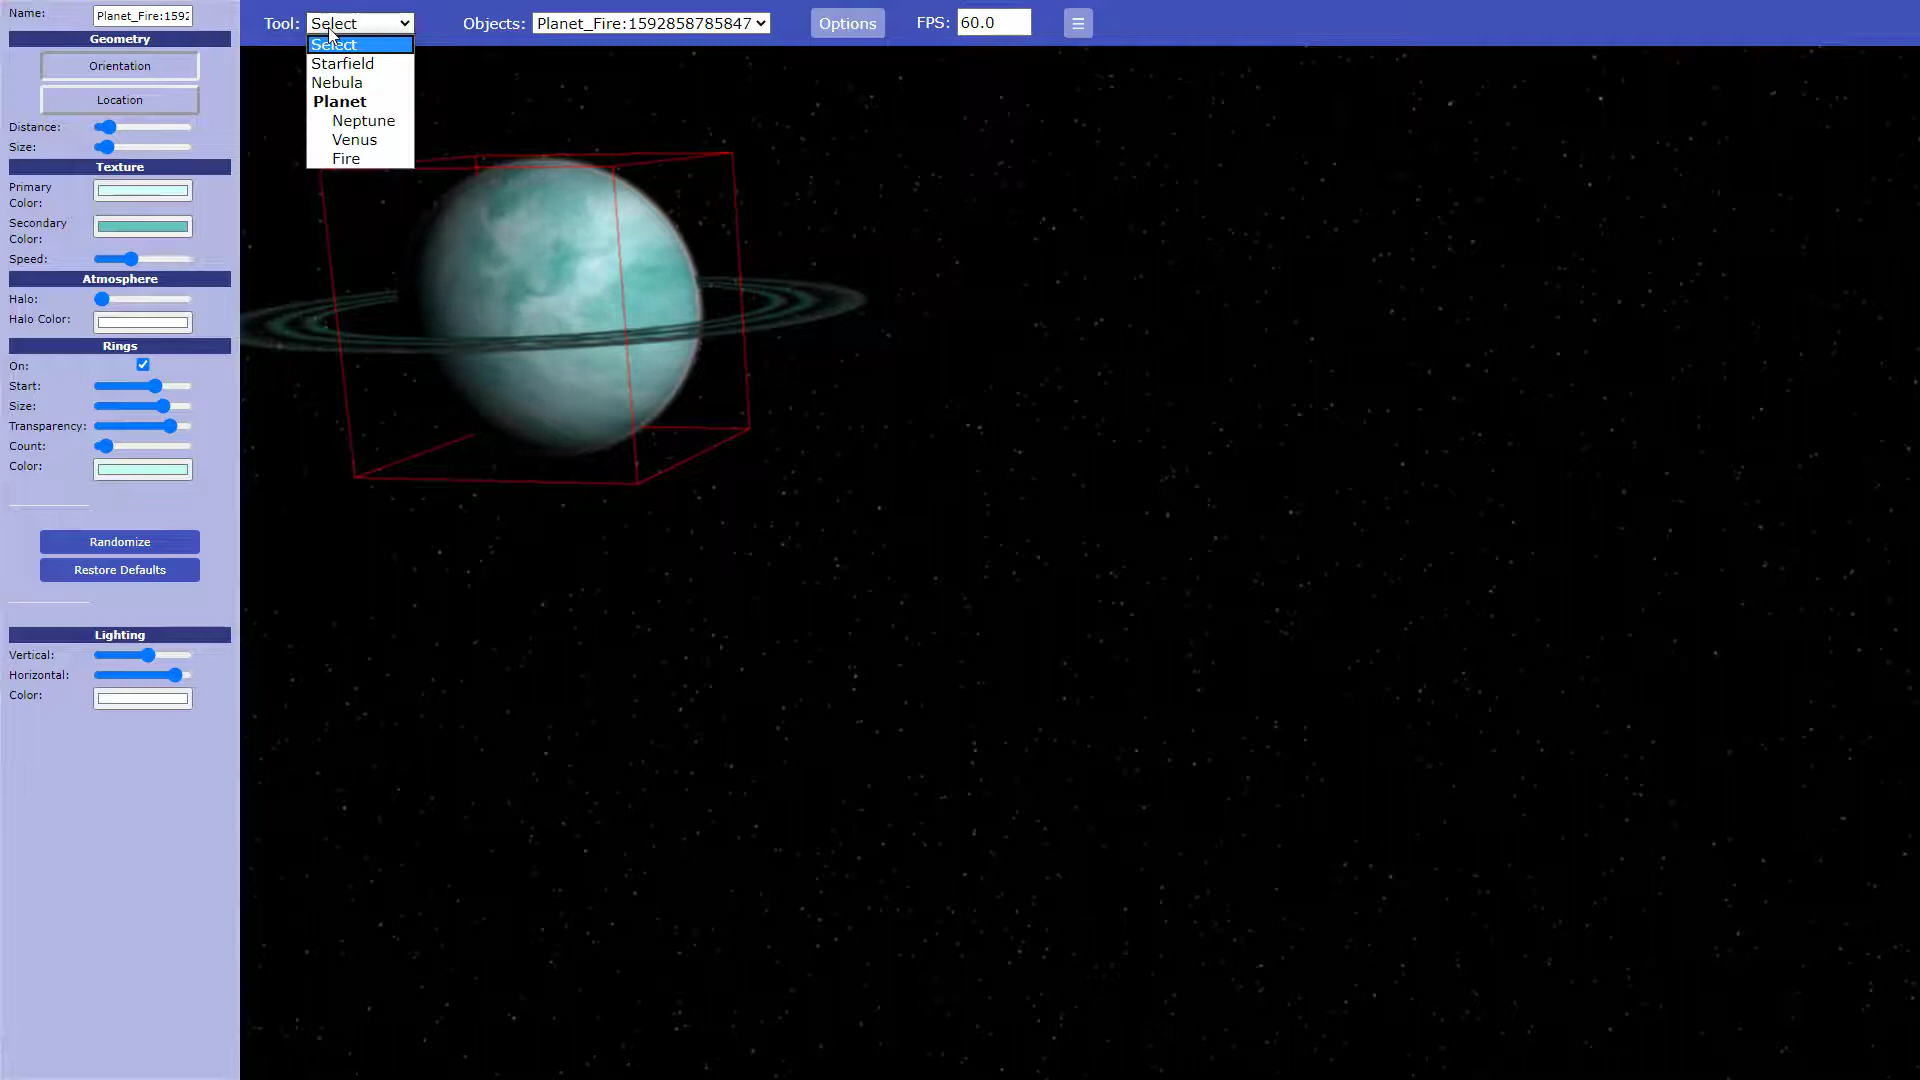 Name: Planet_Fire:1592
Geometry
Orientation
Location
Distance:
Size:
Texture
Primary
Color:
Secondary
Color:
Speed:
Atmosphere
Halo:
Halo Color:
Rings
On:
Start:
Size:
Transparency:
Count:
Color:
Randomize
Restore Defaults
Lighting
Vertical:
Horizontal:
Color:
Tool: Select Objects: Planet_Fire:1592858785847 Options FPS: 60.0 ☰
Select
Starfield
Nebula
Planet
Neptune
Venus
Fire